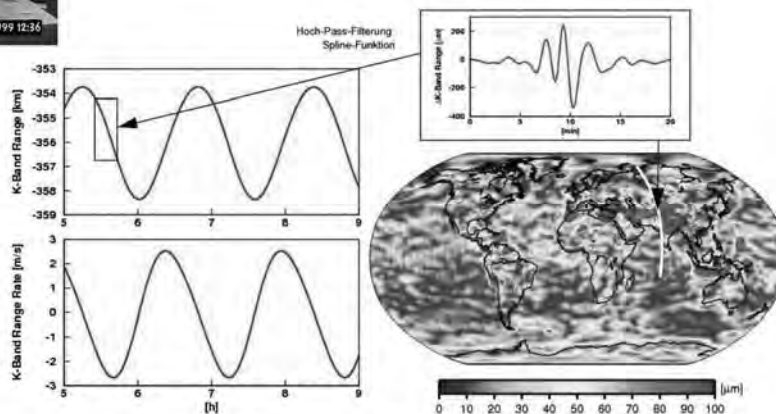 999 12:36
Hoch-Pass-Filterung
Spline-Funktion
ΔK-Band Range [µm]
200
0
-200
-400
0 5 10 15 20
[min]
K-Band Range [km]
-353
-354
-355
-356
-357
-358
-359
5 6 7 8 9
K-Band Range Rate [m/s]
3
2
1
0
-1
-2
-3
5 6 7 8 9
[h]
[µm]
0 10 20 30 40 50 60 70 80 90 100